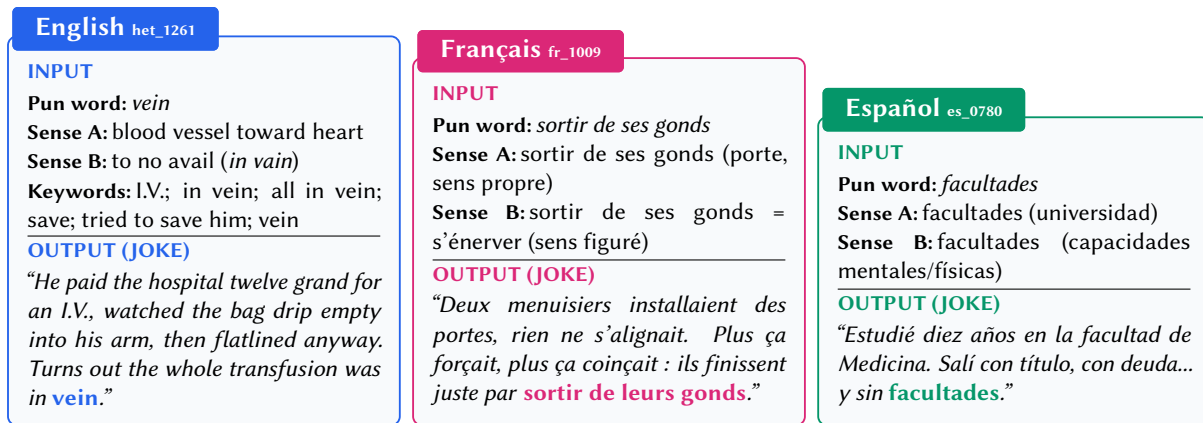 English het_1261
INPUT
Pun word: vein
Sense A: blood vessel toward heart
Sense B: to no avail (in vain)
Keywords: I.V.; in vein; all in vein;
save; tried to save him; vein
OUTPUT (JOKE)
“He paid the hospital twelve grand for
an I.V., watched the bag drip empty
into his arm, then flatlined anyway.
Turns out the whole transfusion was
in vein.”
Français fr_1009
INPUT
Pun word: sortir de ses gonds
Sense A: sortir de ses gonds (porte,
sens propre)
Sense B: sortir de ses gonds =
s’énerver (sens figuré)
OUTPUT (JOKE)
“Deux menuisiers installaient des
portes, rien ne s’alignait. Plus ça
forçait, plus ça coinçait : ils finissent
juste par sortir de leurs gonds.”
Español es_0780
INPUT
Pun word: facultades
Sense A: facultades (universidad)
Sense B: facultades (capacidades
mentales/físicas)
OUTPUT (JOKE)
“Estudié diez años en la facultad de
Medicina. Salí con título, con deuda...
y sin facultades.”